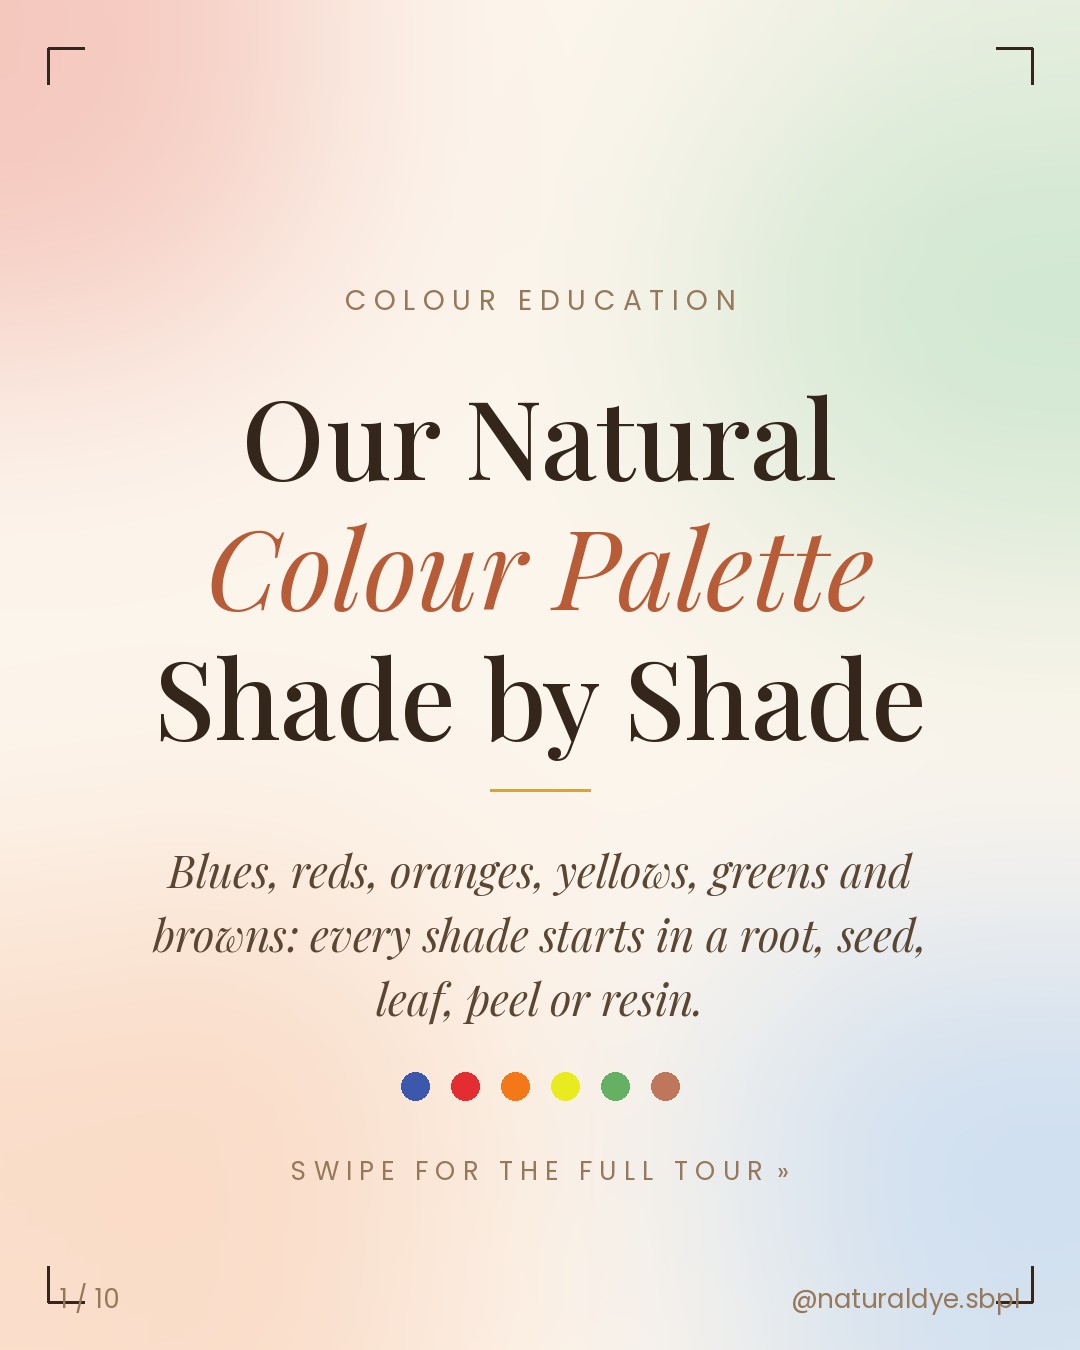 COLOUR EDUCATION
Our Natural
Colour Palette
Shade by Shade
Blues, reds, oranges, yellows, greens and
browns: every shade starts in a root, seed,
leaf, peel or resin.
SWIPE FOR THE FULL TOUR »
1 / 10
@naturaldye.sbpl